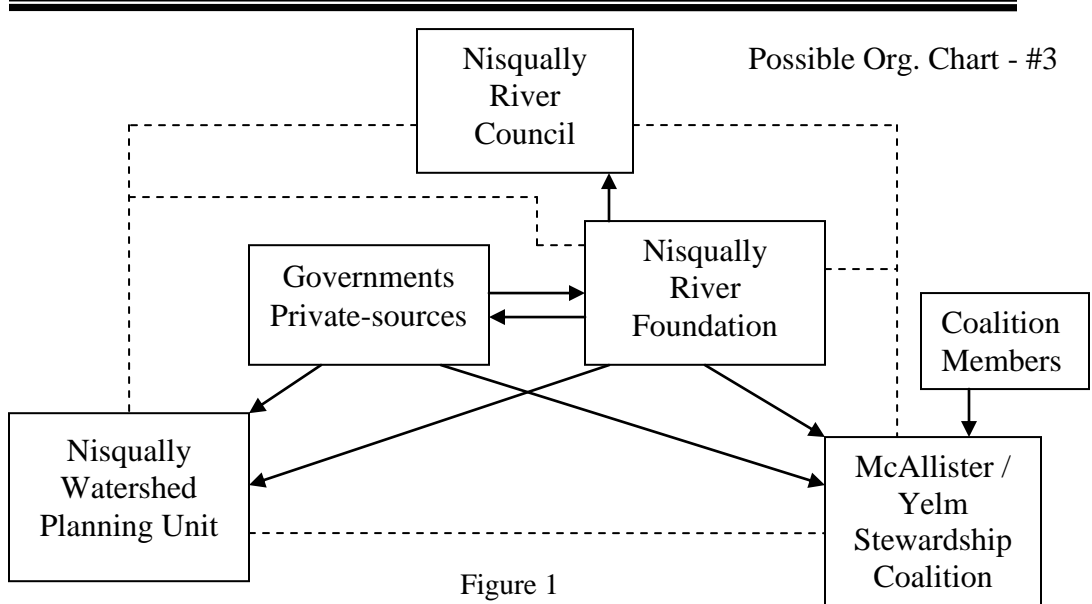 Possible Org. Chart - #3
Nisqually
River
Council
Governments
Private-sources
Nisqually
River
Foundation
Coalition
Members
Nisqually
Watershed
Planning Unit
McAllister /
Yelm
Stewardship
Coalition
Figure 1